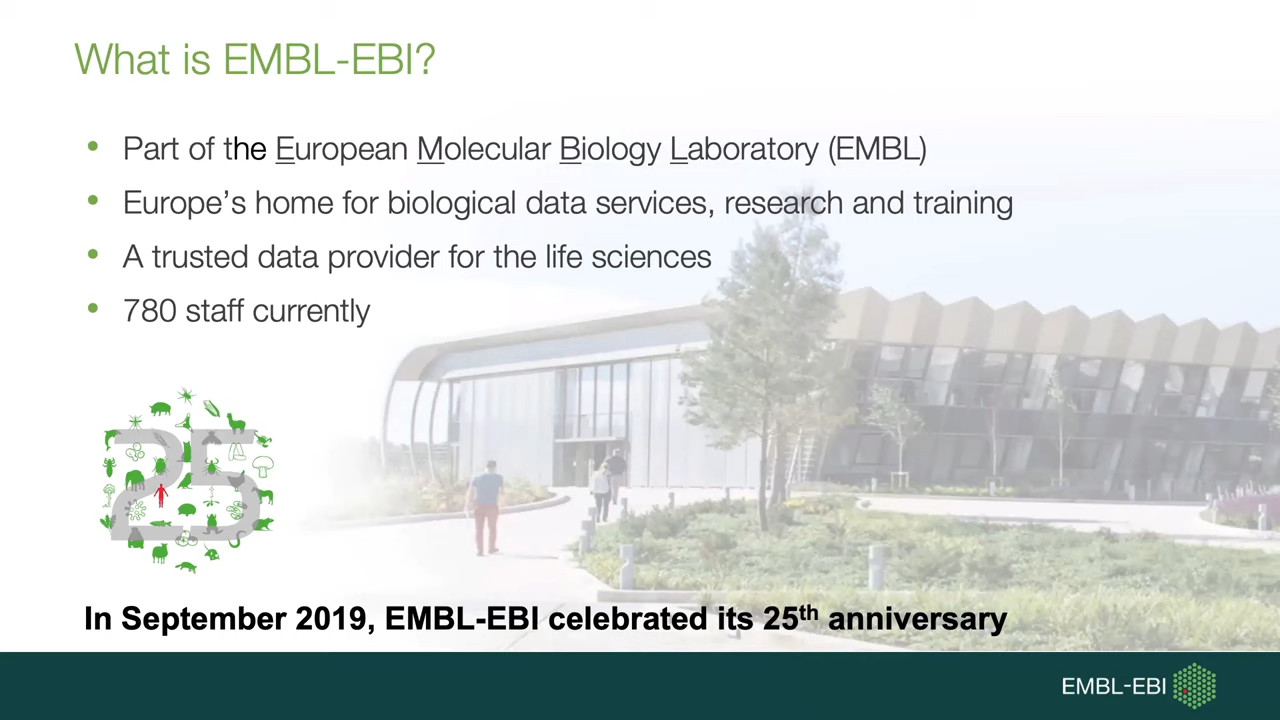 What is EMBL-EBI?
• Part of the European Molecular Biology Laboratory (EMBL)
• Europe’s home for biological data services, research and training
• A trusted data provider for the life sciences
• 780 staff currently
25
In September 2019, EMBL-EBI celebrated its 25th anniversary
EMBL-EBI